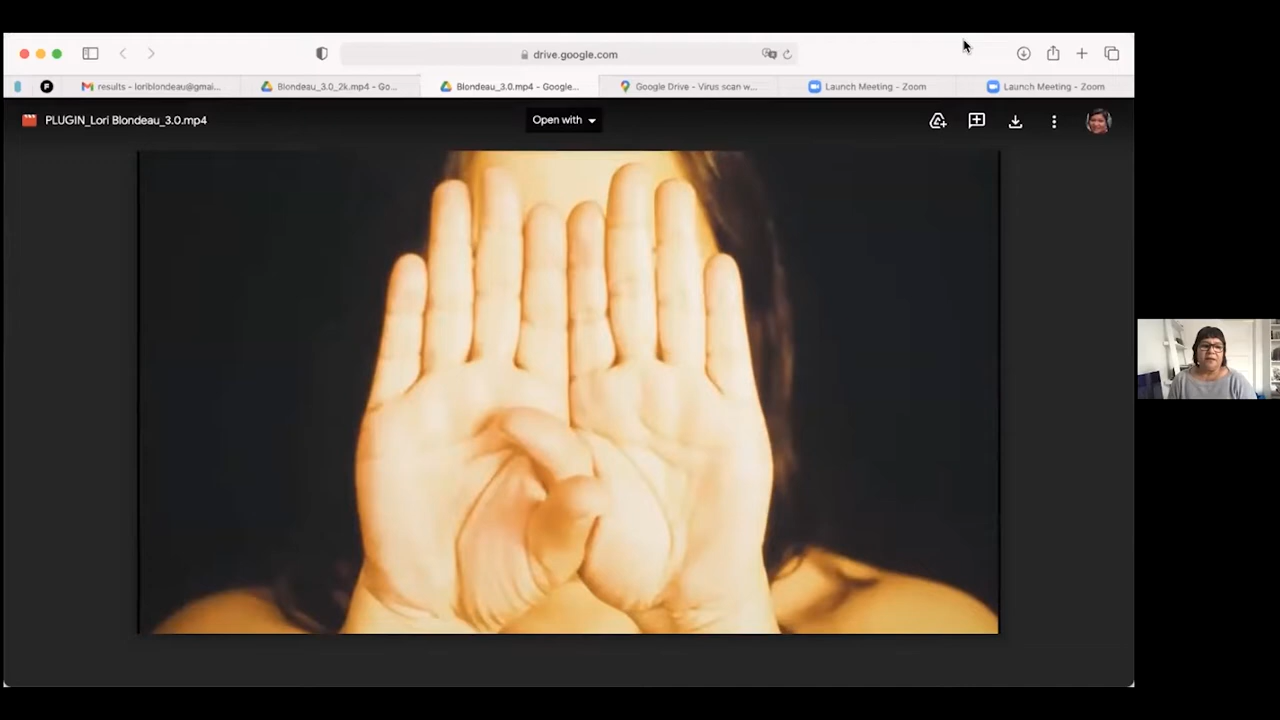 drive.google.com
results - loriblondeau@gmai...
Blondeau_3.0_2k.mp4 - Go...
Blondeau_3.0.mp4 - Google...
Google Drive - Virus scan w...
Launch Meeting - Zoom
Launch Meeting - Zoom
PLUGIN_Lori Blondeau_3.0.mp4
Open with